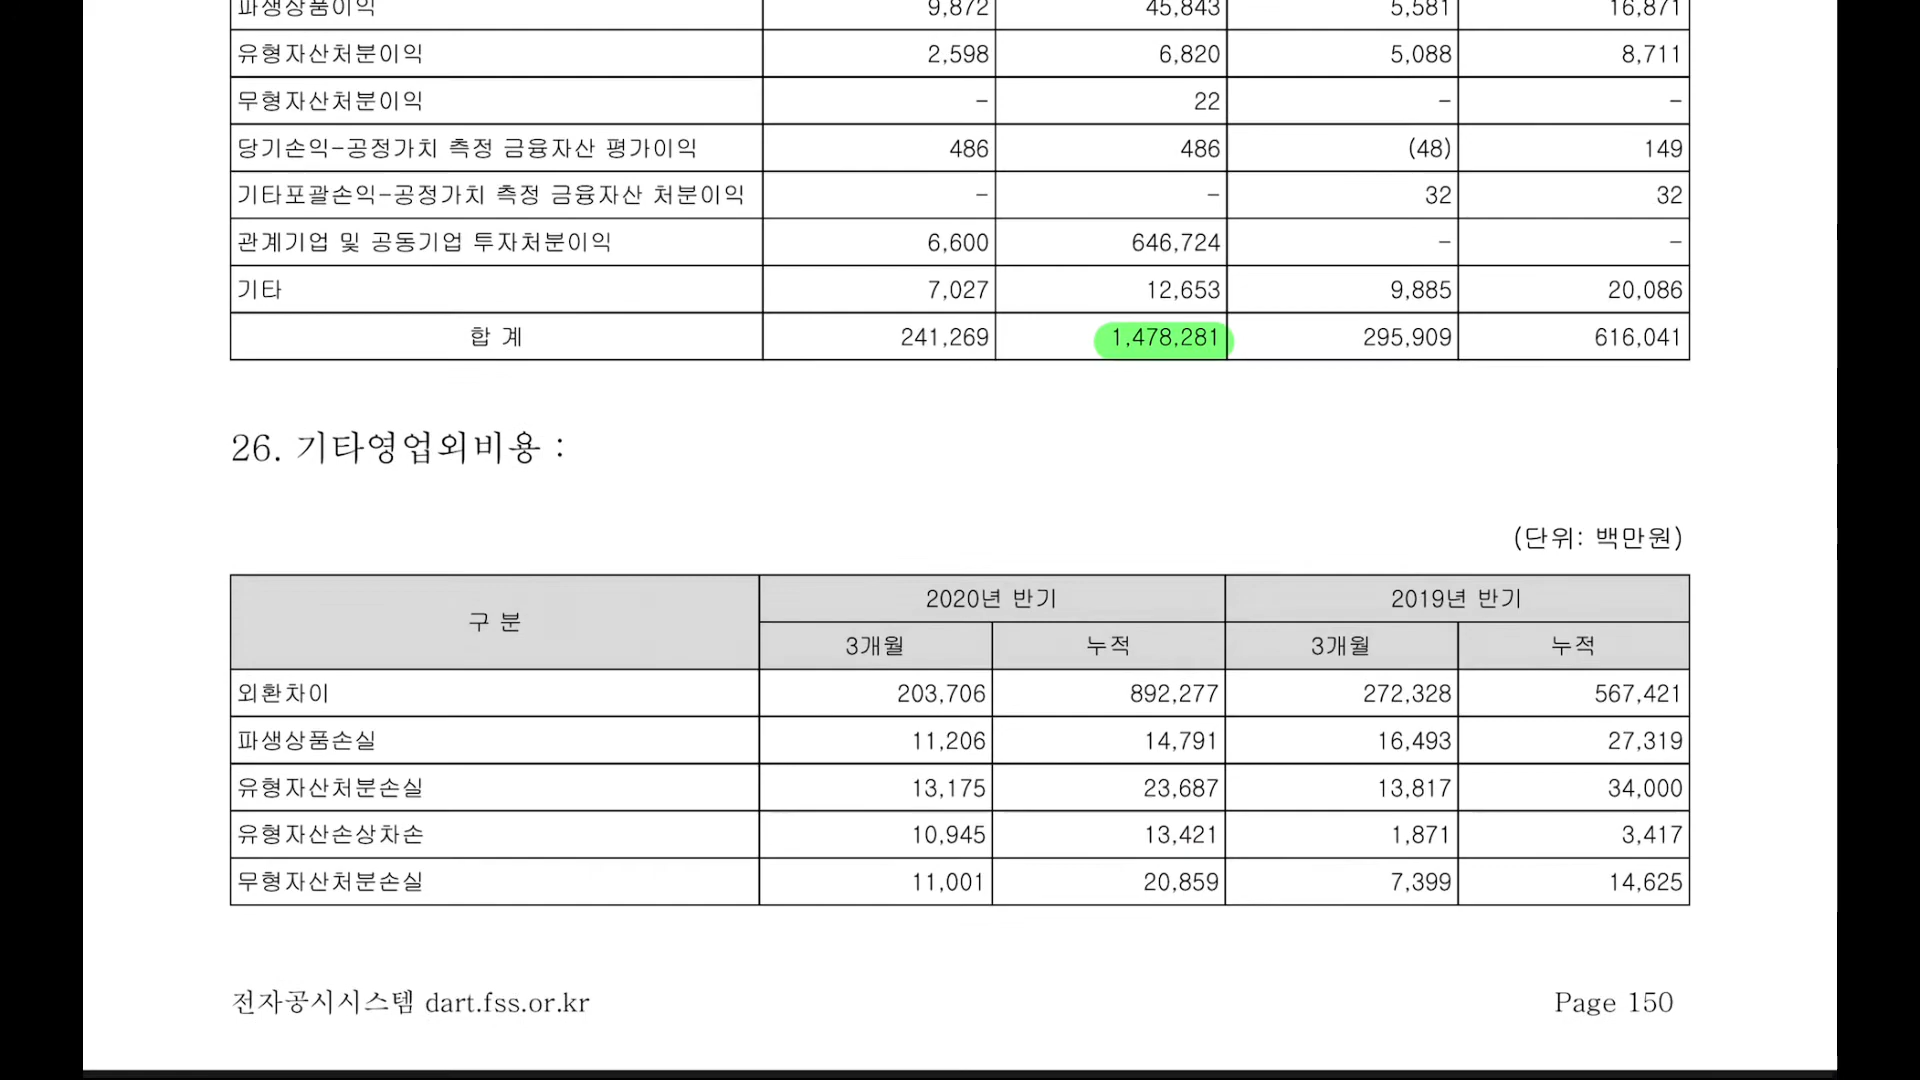 파생상품이익 9,872 45,843 5,581 16,871
유형자산처분이익 2,598 6,820 5,088 8,711
무형자산처분이익 – 22 – –
당기손익-공정가치 측정 금융자산 평가이익 486 486 (48) 149
기타포괄손익-공정가치 측정 금융자산 처분이익 – – 32 32
관계기업 및 공동기업 투자처분이익 6,600 646,724 – –
기타 7,027 12,653 9,885 20,086
합 계 241,269 1,478,281 295,909 616,041
26. 기타영업외비용 :
(단위: 백만원)
구 분 2020년 반기 2019년 반기
3개월 누적 3개월 누적
외환차이 203,706 892,277 272,328 567,421
파생상품손실 11,206 14,791 16,493 27,319
유형자산처분손실 13,175 23,687 13,817 34,000
유형자산손상차손 10,945 13,421 1,871 3,417
무형자산처분손실 11,001 20,859 7,399 14,625
전자공시시스템 dart.fss.or.kr Page 150